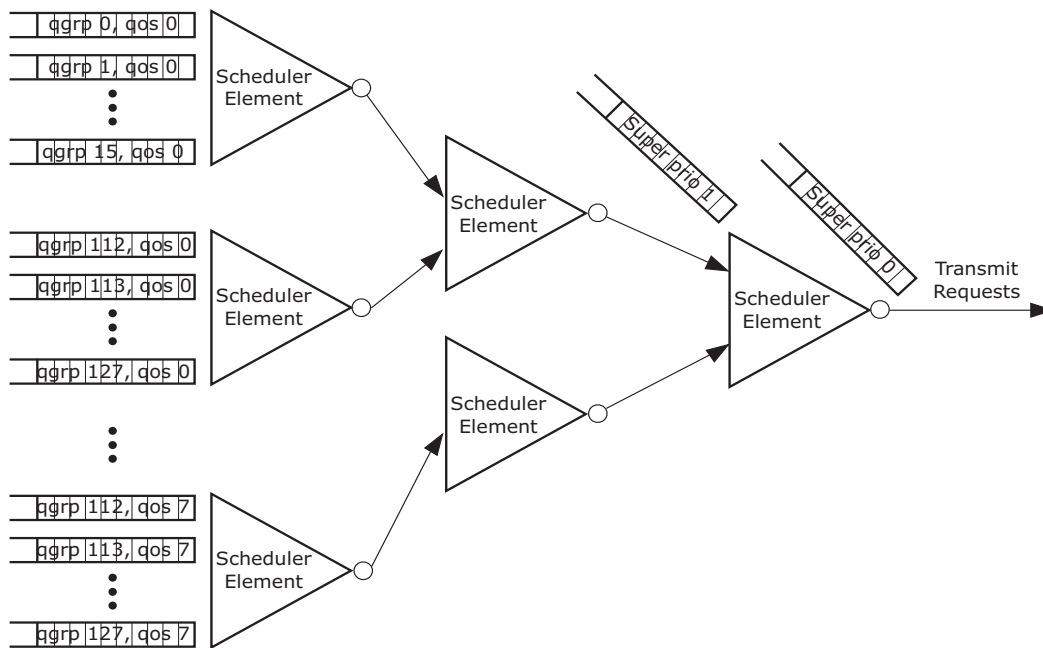 qgrp 0, qos 0
qgrp 1, qos 0
qgrp 15, qos 0
Scheduler
Element
qgrp 112, qos 0
qgrp 113, qos 0
qgrp 127, qos 0
Scheduler
Element
qgrp 112, qos 7
qgrp 113, qos 7
qgrp 127, qos 7
Scheduler
Element
Scheduler
Element
Scheduler
Element
Super prio 1
Super prio 0
Scheduler
Element
Transmit
Requests